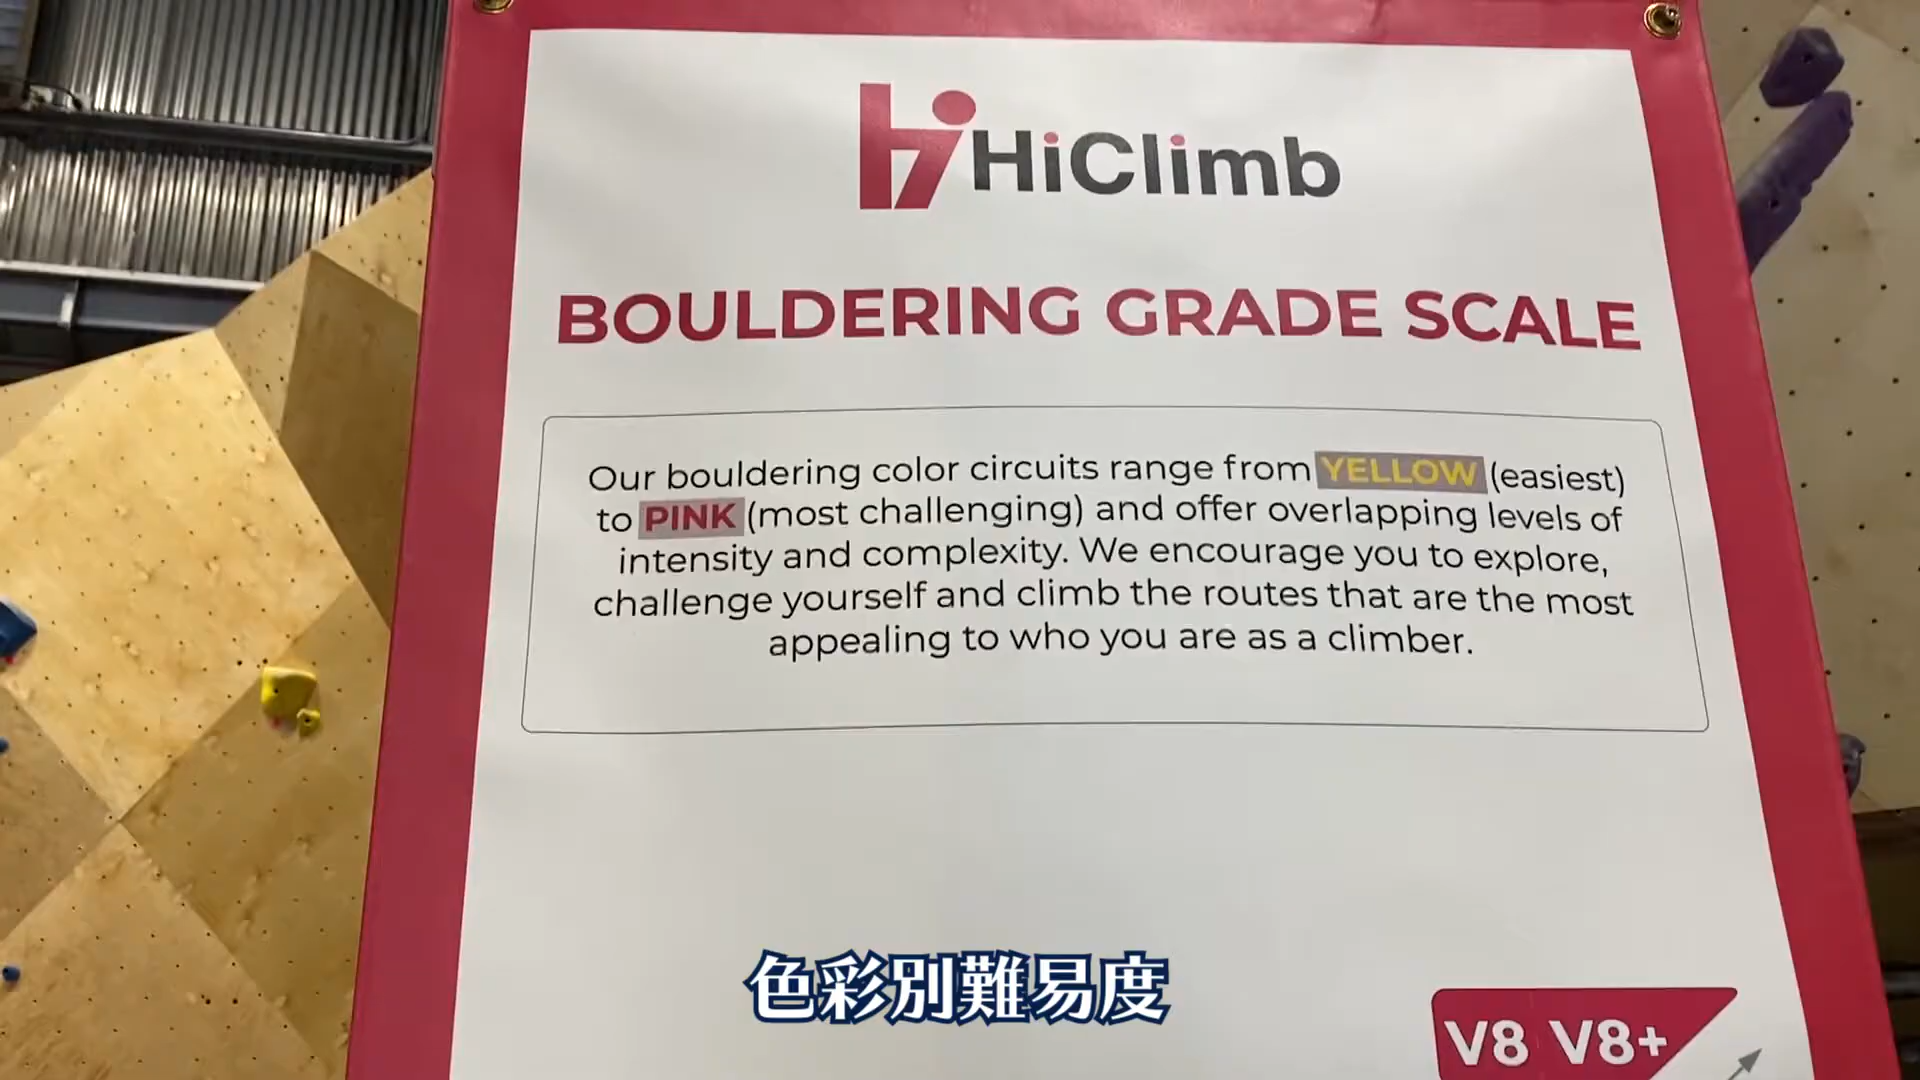 HiClimb
BOULDERING GRADE SCALE
Our bouldering color circuits range from YELLOW (easiest)
to PINK (most challenging) and offer overlapping levels of
intensity and complexity. We encourage you to explore,
challenge yourself and climb the routes that are the most
appealing to who you are as a climber.
色彩別難易度
V8 V8+